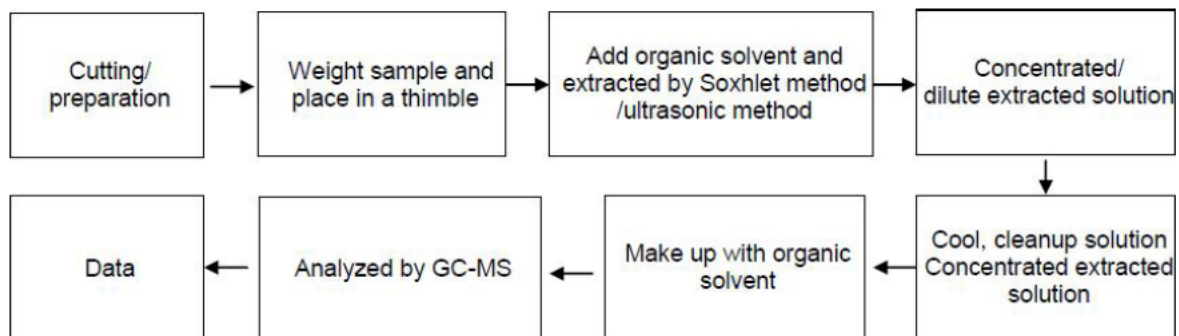 Cutting/
preparation
Weight sample and
place in a thimble
Add organic solvent and
extracted by Soxhlet method
/ultrasonic method
Concentrated/
dilute extracted solution
Cool, cleanup solution
Concentrated extracted
solution
Make up with organic
solvent
Analyzed by GC-MS
Data